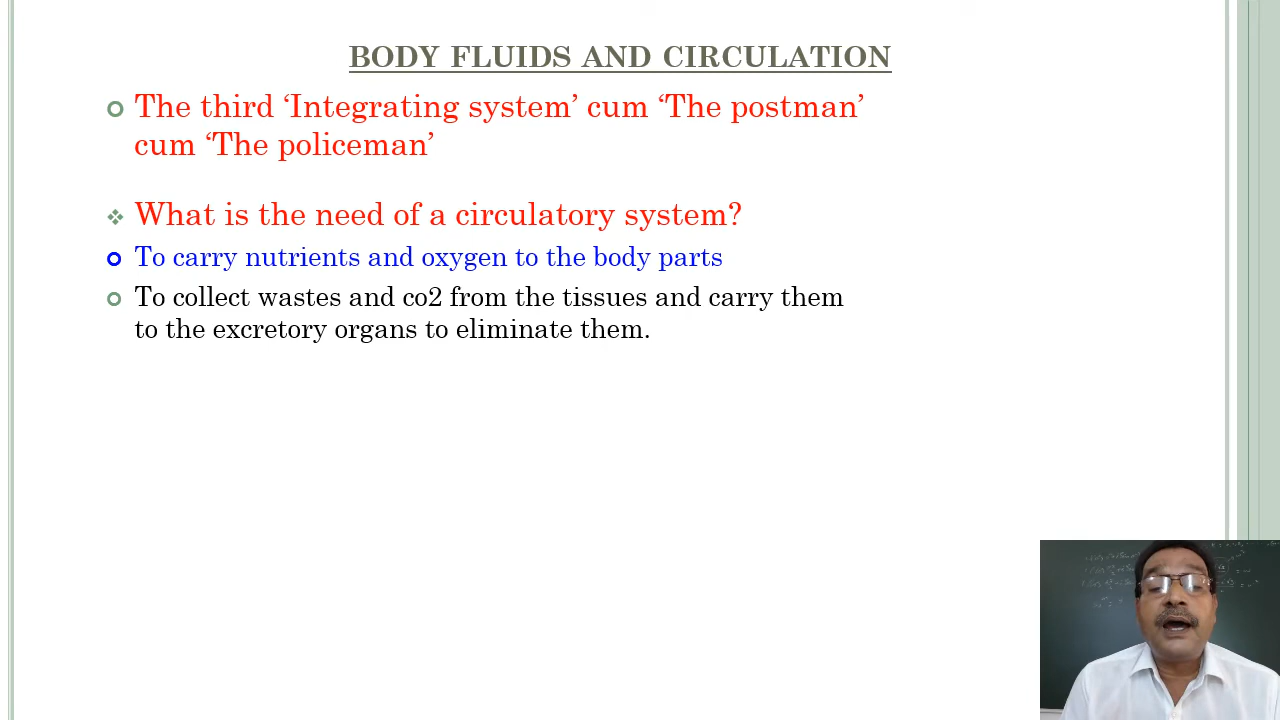 BODY FLUIDS AND CIRCULATION
The third ‘Integrating system’ cum ‘The postman’
cum ‘The policeman’
What is the need of a circulatory system?
To carry nutrients and oxygen to the body parts
To collect wastes and co2 from the tissues and carry them
to the excretory organs to eliminate them.